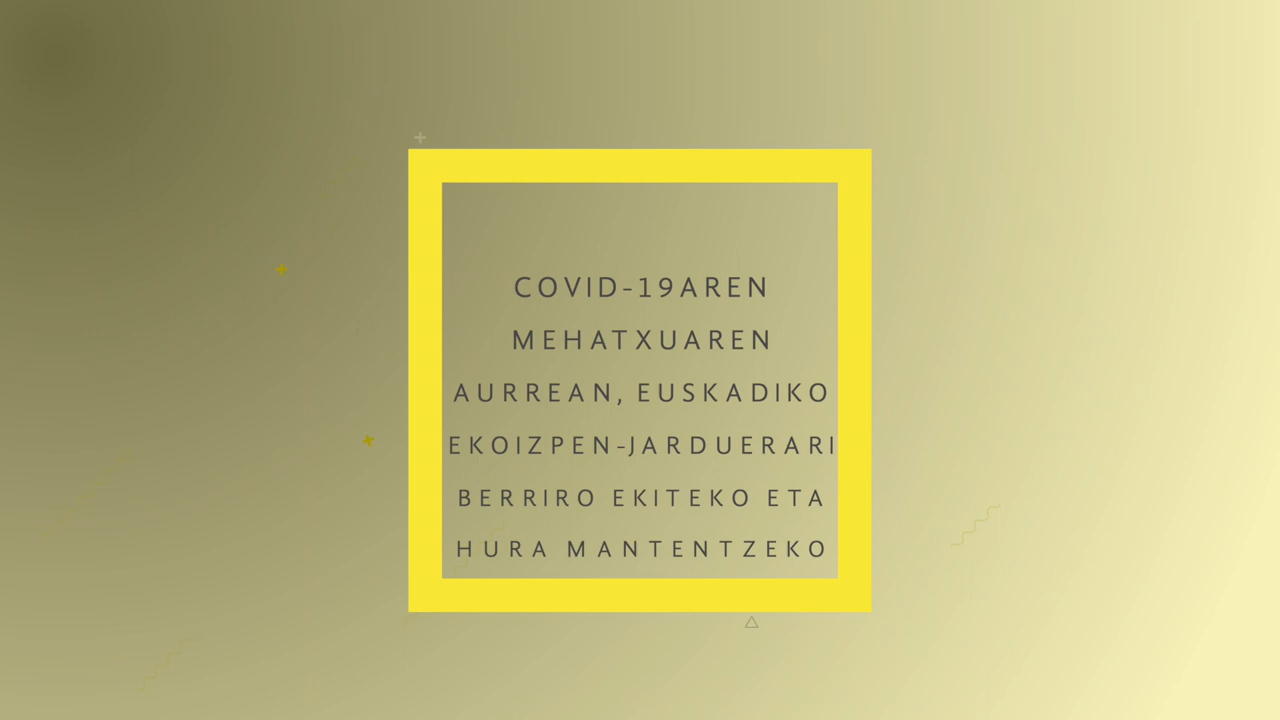 COVID-19AREN
MEHATXUAREN
AURREAN, EUSKADIKO
EKOIZPEN-JARDUERARI
BERRIRO EKITEKO ETA
HURA MANTENTZEKO